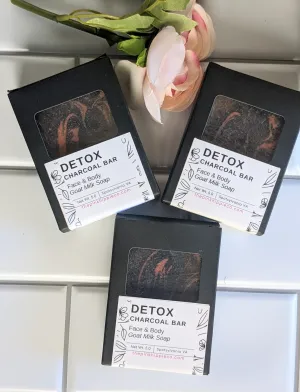 DETOX
CHARCOAL BAR
Face & Body
Goat Milk Soap
DETOX
CHARCOAL BAR
Face & Body
Goat Milk Soap
DETOX
CHARCOAL BAR
Face & Body
Goat Milk Soap